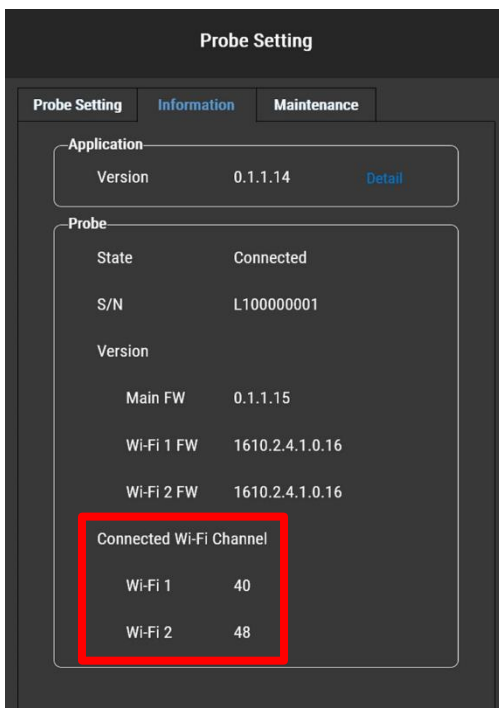 Probe Setting
Probe Setting Information Maintenance
Application
Version 0.1.1.14 Detail
Probe
State Connected
S/N L100000001
Version
Main FW 0.1.1.15
Wi-Fi 1 FW 1610.2.4.1.0.16
Wi-Fi 2 FW 1610.2.4.1.0.16
Connected Wi-Fi Channel
Wi-Fi 1 40
Wi-Fi 2 48